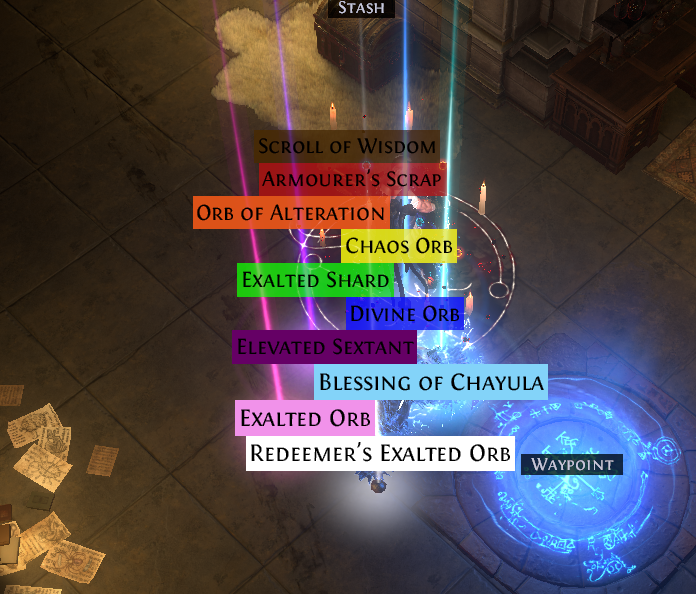 Stash
Scroll of Wisdom
Armourer's Scrap
Orb of Alteration
Chaos Orb
Exalted Shard
Divine Orb
Elevated Sextant
Blessing of Chayula
Exalted Orb
Redeemer's Exalted Orb
Waypoint